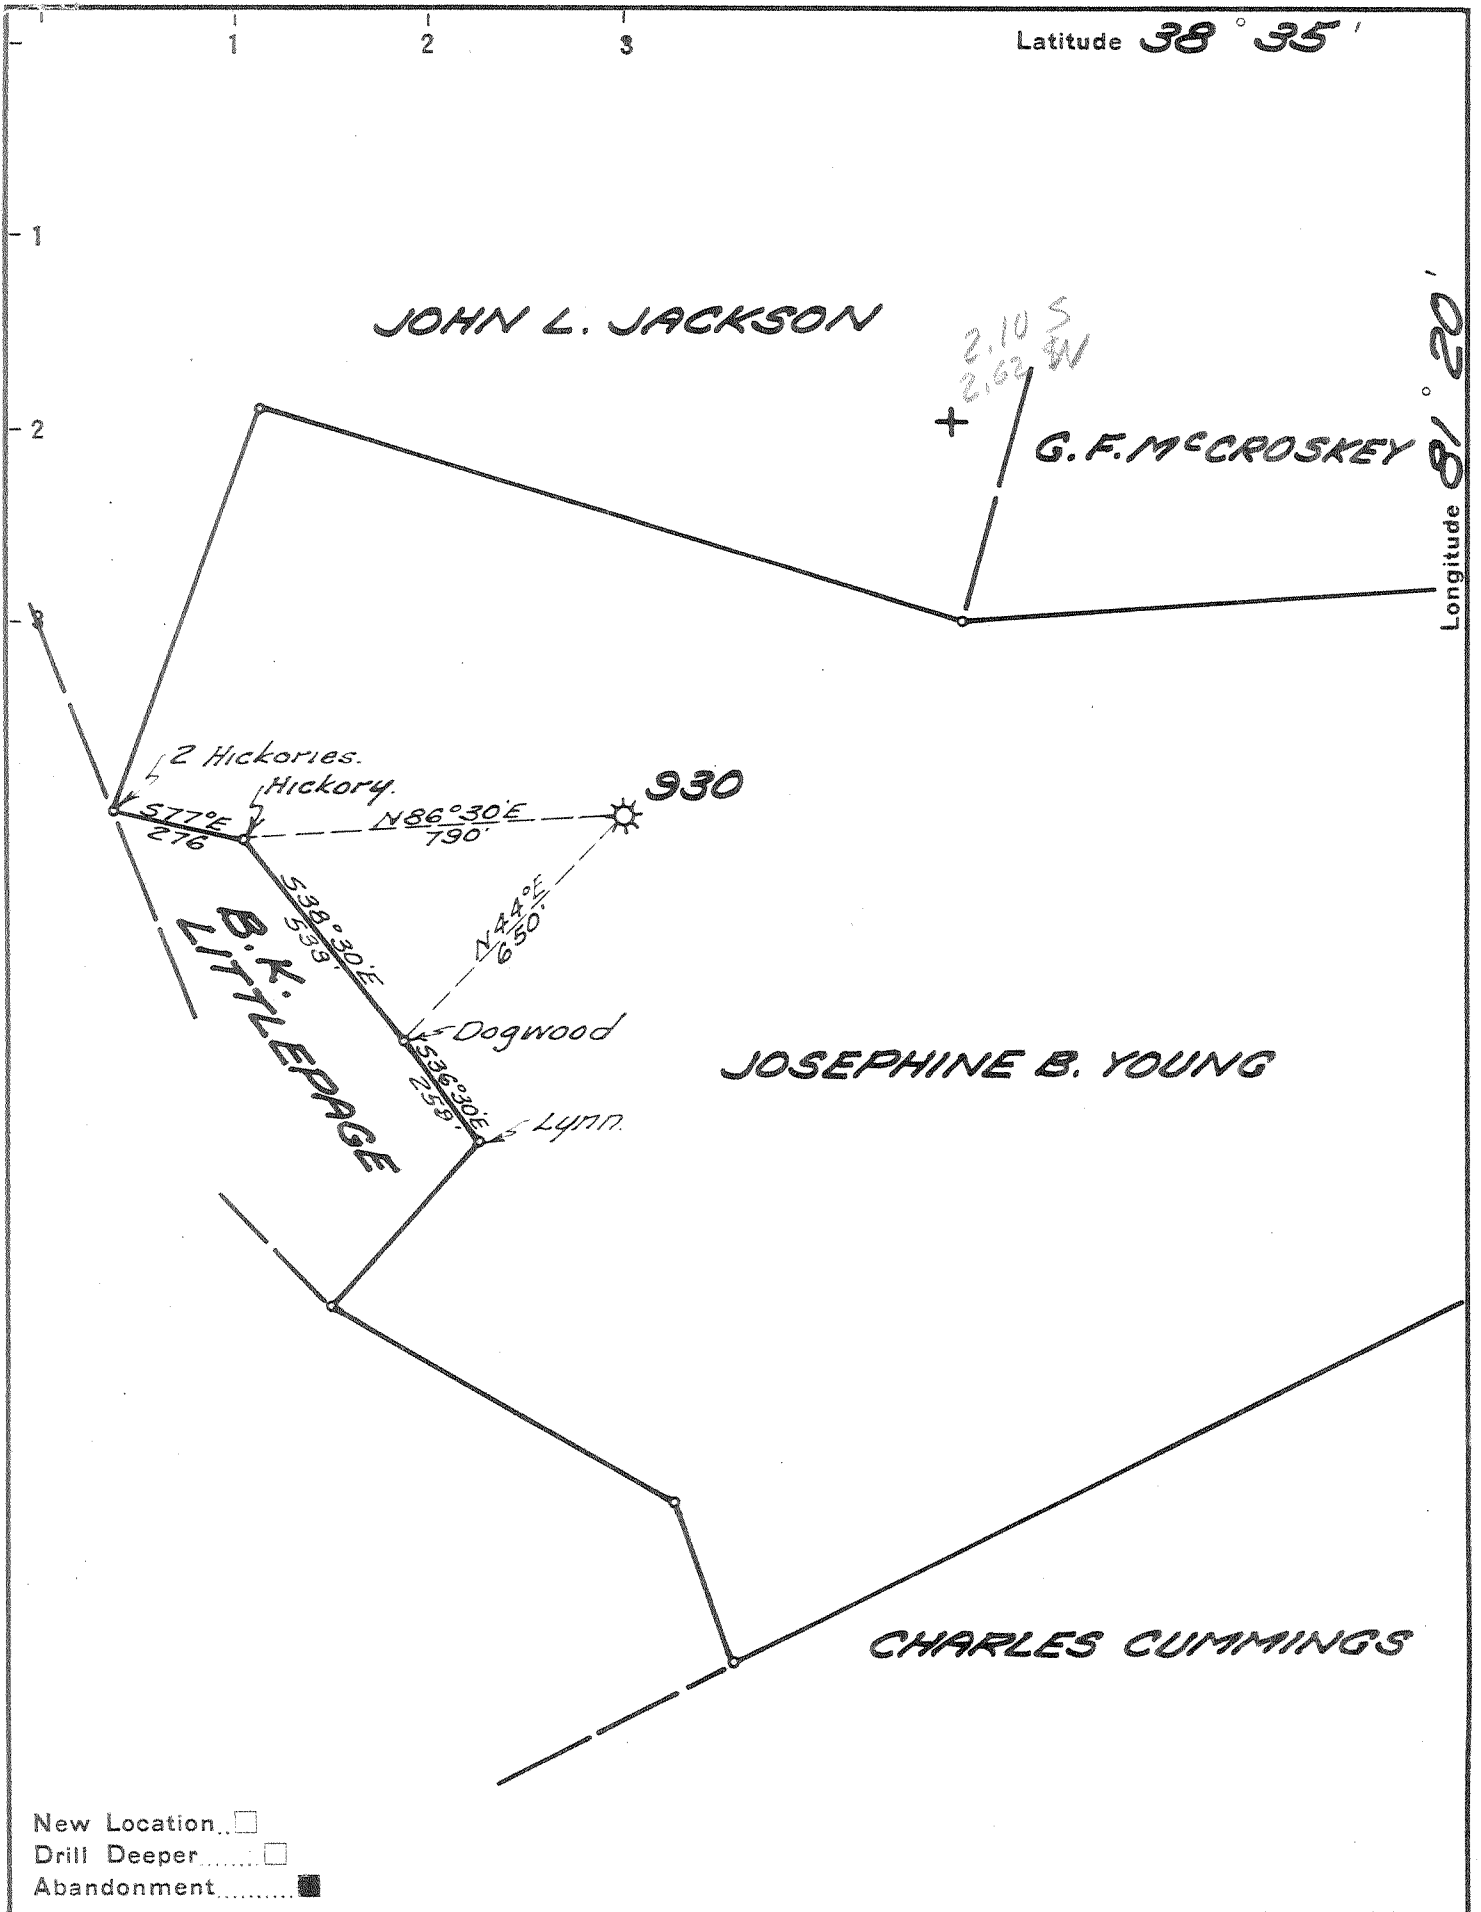 1 2 3 Latitude 38° 35'
1
JOHN L. JACKSON
2.10 S
2.62 W
2
G.F. McCROSKEY
Longitude 81° 20'
3
2 Hickories.
Hickory.
930
S77°E
276
N86°30'E
790'
S38°30'E
533'
N44°E
650'
B.K.
LITTLEPAGE
Dogwood
S36°30'E
259'
JOSEPHINE B. YOUNG
Lynn.
CHARLES CUMMINGS
New Location..
Drill Deeper.......
Abandonment..........